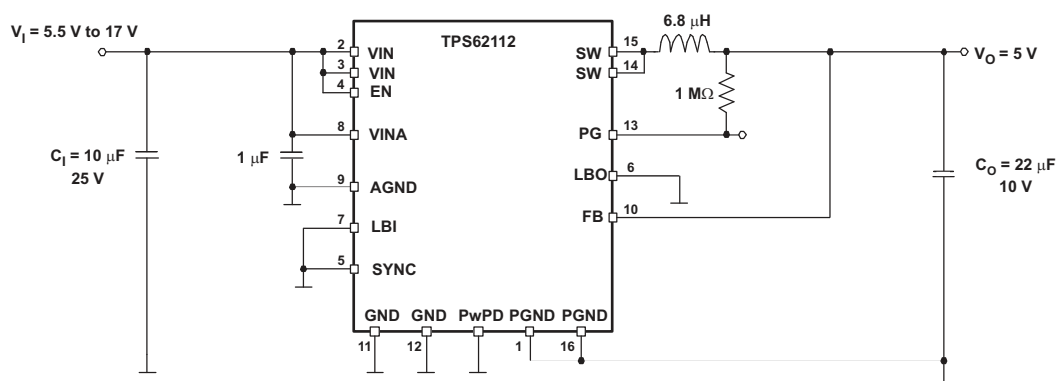 V_I = 5.5 V to 17 V
TPS62112
6.8 μH
V_O = 5 V
2 VIN
3 VIN
4 EN
8 VINA
9 AGND
7 LBI
5 SYNC
SW 15
SW 14
1 MΩ
PG 13
LBO 6
FB 10
C_I = 10 μF
25 V
1 μF
C_O = 22 μF
10 V
GND GND PwPD PGND PGND
11 12 1 16